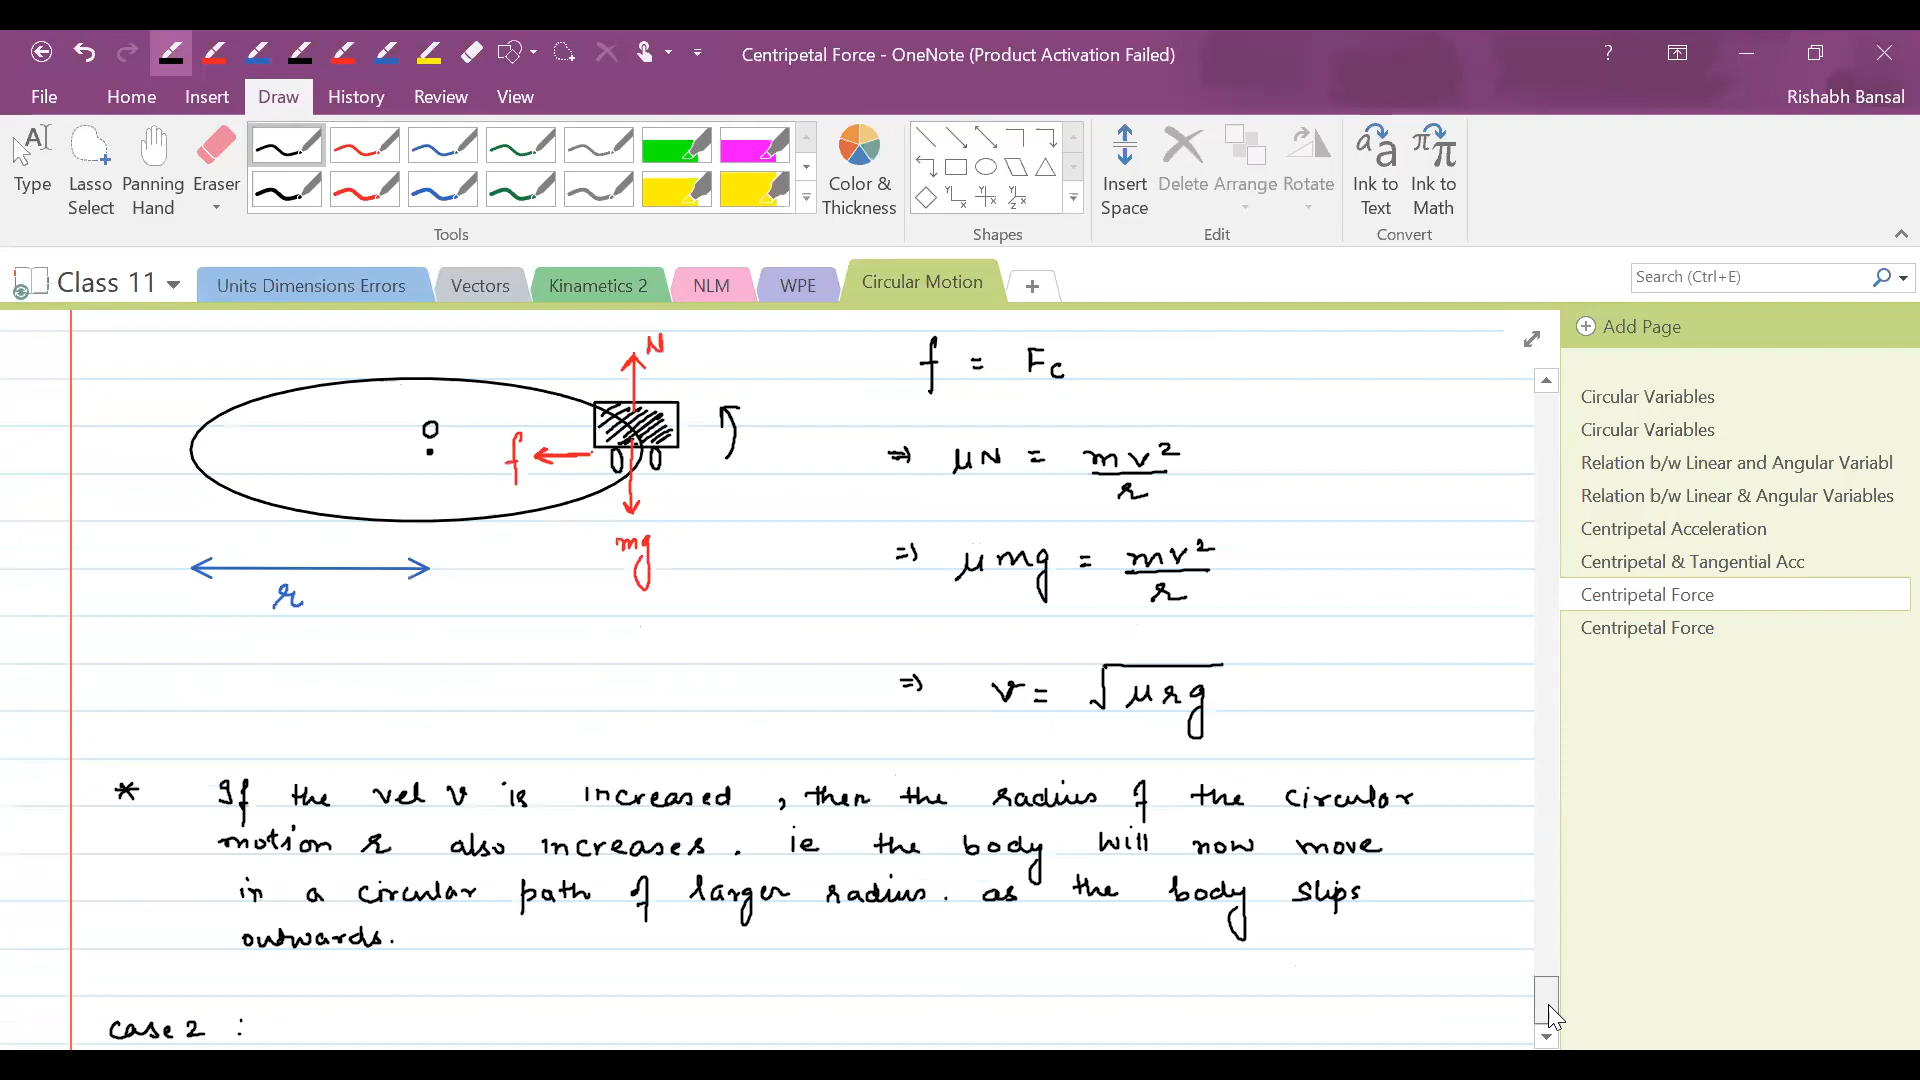 Centripetal Force - OneNote (Product Activation Failed)
?
File Home Insert Draw History Review View
Rishabh Bansal
Type
Lasso Select
Panning Hand
Eraser
Color & Thickness
Insert Space
Delete
Arrange
Rotate
Ink to Text
Ink to Math
Tools
Shapes
Edit
Convert
Class 11
Units Dimensions Errors
Vectors
Kinametics 2
NLM
WPE
Circular Motion
+
Search (Ctrl+E)
Add Page
Circular Variables
Circular Variables
Relation b/w Linear and Angular Variabl
Relation b/w Linear & Angular Variables
Centripetal Acceleration
Centripetal & Tangential Acc
Centripetal Force
Centripetal Force
N
O
f
mg
r
f = Fc
⇒ μN = mv²/r
⇒ μmg = mv²/r
⇒ v = √μrg
* If the vel v is increased , then the radius of the circular
motion r also increases . ie the body will now move
in a circular path of larger radius . as the body slips
outwards .
case 2 :